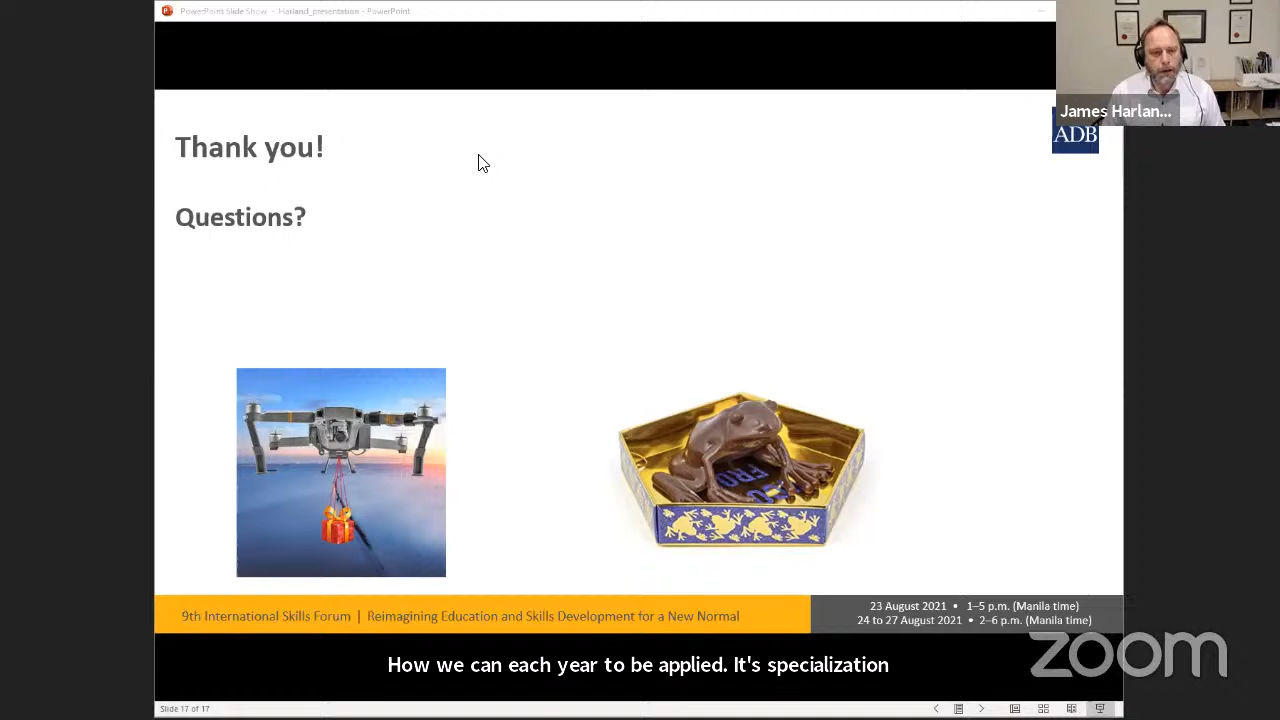 PowerPoint Slide Show - Harland_presentation - PowerPoint
James Harlan...
ADB
Thank you!
Questions?
9th International Skills Forum | Reimagining Education and Skills Development for a New Normal
23 August 2021 • 1–5 p.m. (Manila time)
24 to 27 August 2021 • 2–6 p.m. (Manila time)
How we can each year to be applied. It's specialization
zoom
Slide 17 of 17